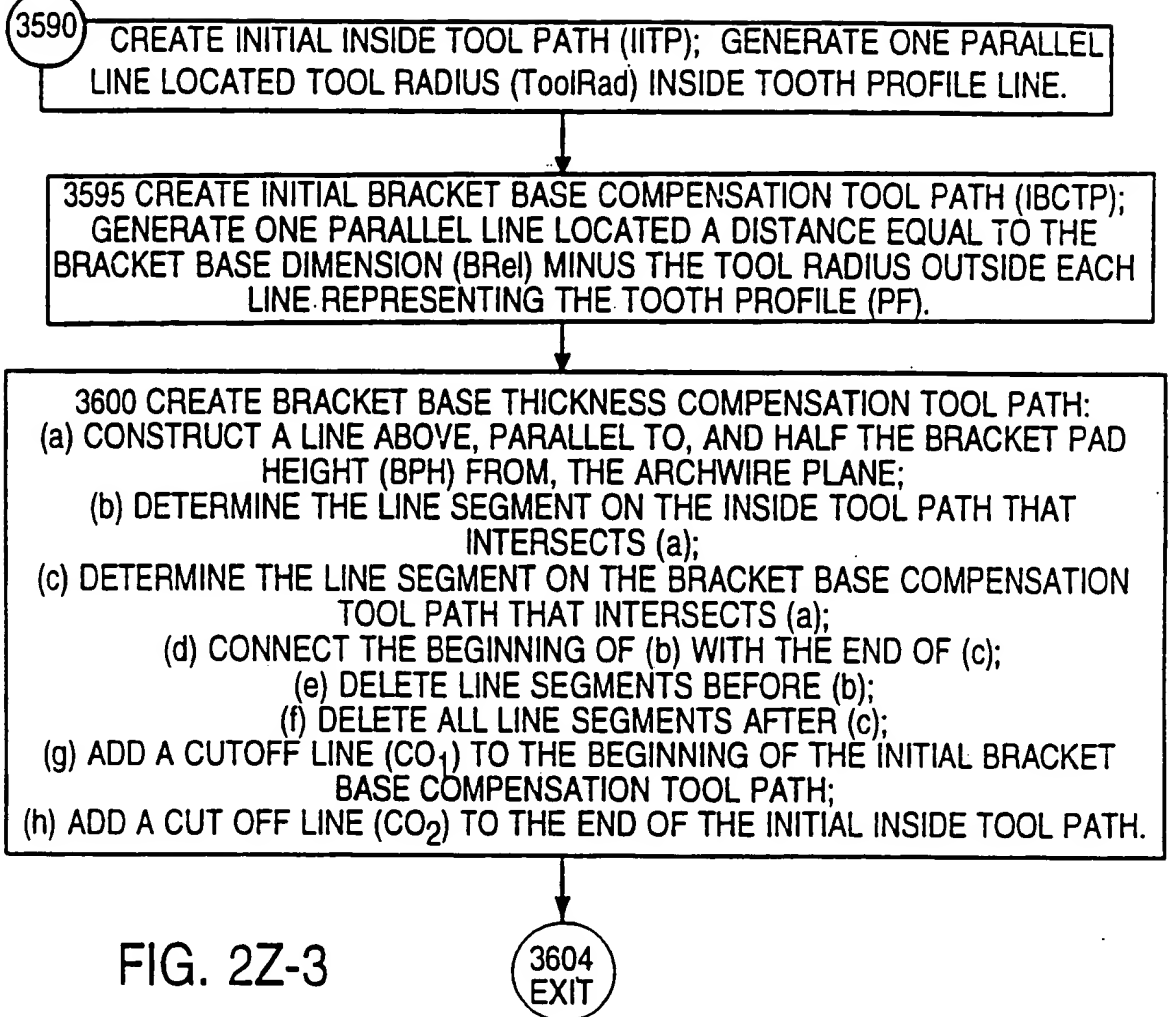 3590
CREATE INITIAL INSIDE TOOL PATH (IITP); GENERATE ONE PARALLEL
LINE LOCATED TOOL RADIUS (ToolRad) INSIDE TOOTH PROFILE LINE.
3595 CREATE INITIAL BRACKET BASE COMPENSATION TOOL PATH (IBCTP);
GENERATE ONE PARALLEL LINE LOCATED A DISTANCE EQUAL TO THE
BRACKET BASE DIMENSION (BRel) MINUS THE TOOL RADIUS OUTSIDE EACH
LINE REPRESENTING THE TOOTH PROFILE (PF).
3600 CREATE BRACKET BASE THICKNESS COMPENSATION TOOL PATH:
(a) CONSTRUCT A LINE ABOVE, PARALLEL TO, AND HALF THE BRACKET PAD
HEIGHT (BPH) FROM, THE ARCHWIRE PLANE;
(b) DETERMINE THE LINE SEGMENT ON THE INSIDE TOOL PATH THAT
INTERSECTS (a);
(c) DETERMINE THE LINE SEGMENT ON THE BRACKET BASE COMPENSATION
TOOL PATH THAT INTERSECTS (a);
(d) CONNECT THE BEGINNING OF (b) WITH THE END OF (c);
(e) DELETE LINE SEGMENTS BEFORE (b);
(f) DELETE ALL LINE SEGMENTS AFTER (c);
(g) ADD A CUTOFF LINE (CO1) TO THE BEGINNING OF THE INITIAL BRACKET
BASE COMPENSATION TOOL PATH;
(h) ADD A CUT OFF LINE (CO2) TO THE END OF THE INITIAL INSIDE TOOL PATH.
FIG. 2Z-3
3604
EXIT